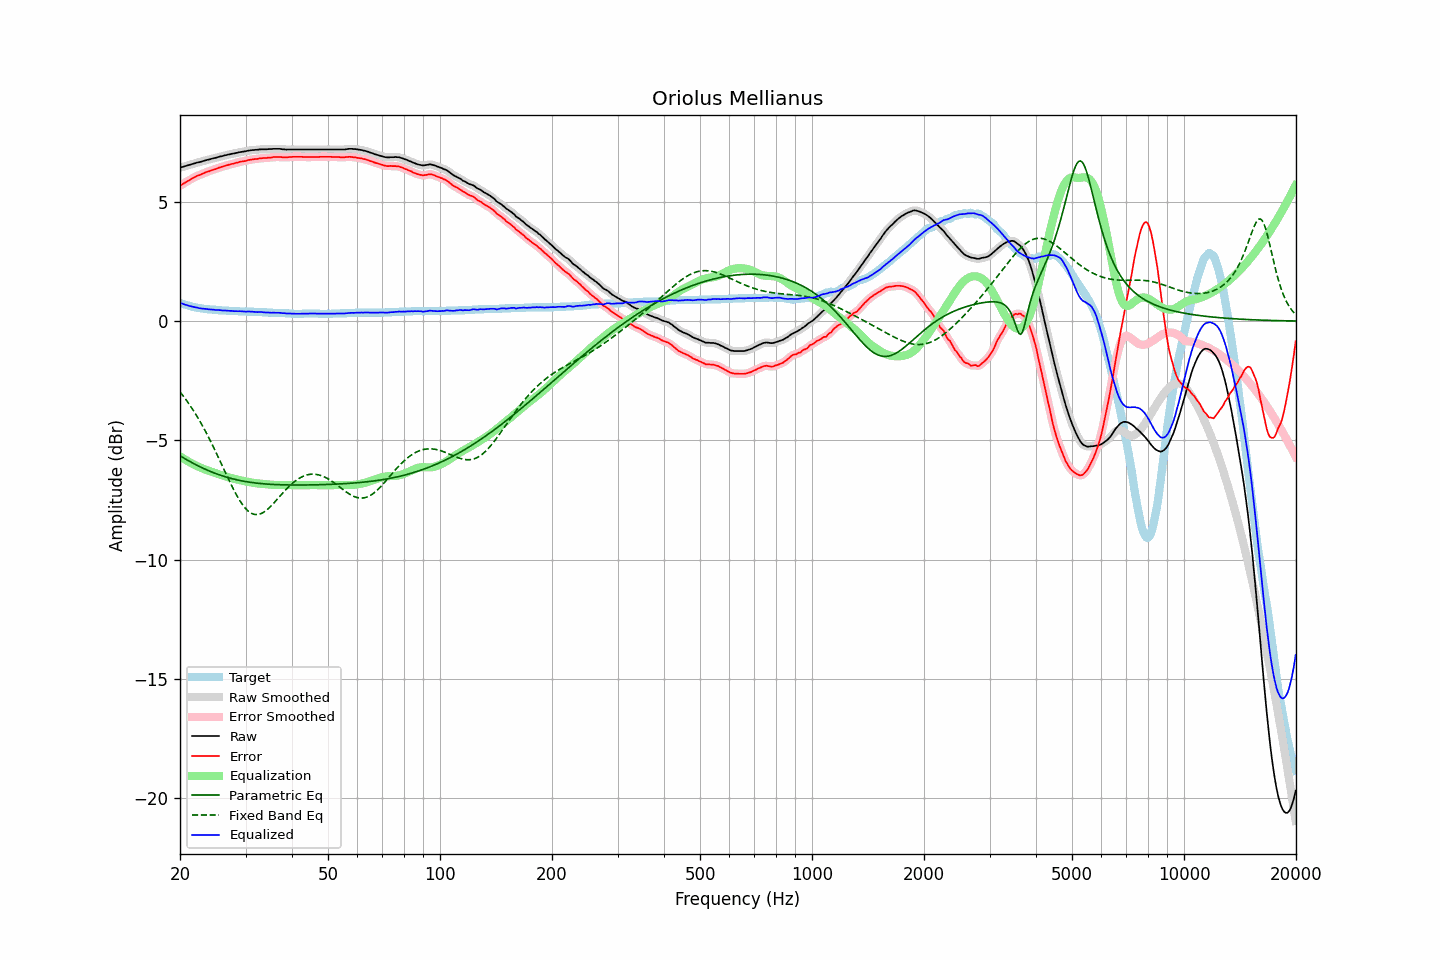 Oriolus Mellianus
Amplitude (dBr)
5
0
−5
−10
−15
−20
Target
Raw Smoothed
Error Smoothed
Raw
Error
Equalization
Parametric Eq
Fixed Band Eq
Equalized
20 50 100 200 500 1000 2000 5000 10000 20000
Frequency (Hz)